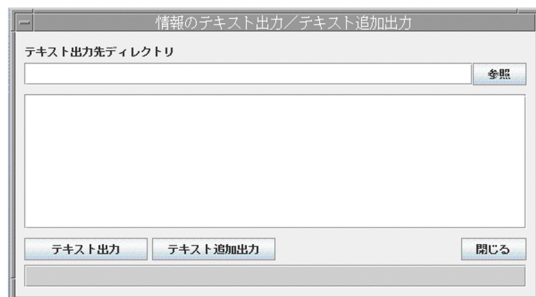 情報のテキスト出力／テキスト追加出力
テキスト出力先ディレクトリ
参照
テキスト出力 テキスト追加出力 閉じる